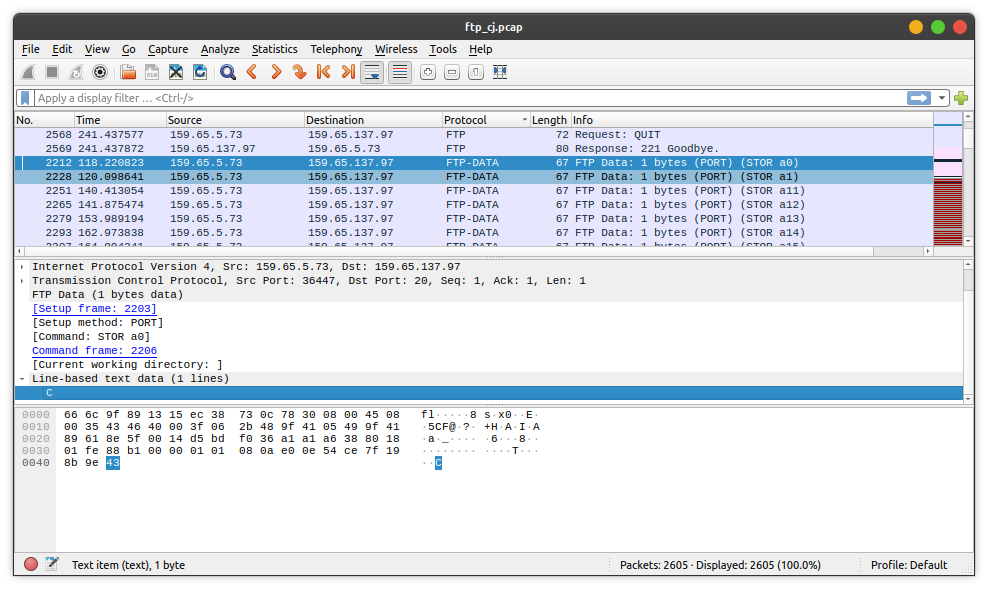 ftp_cj.pcap
File Edit View Go Capture Analyze Statistics Telephony Wireless Tools Help
Apply a display filter … <Ctrl-/>
No. Time Source Destination Protocol Length Info
2568 241.437577 159.65.5.73 159.65.137.97 FTP 72 Request: QUIT
2569 241.437872 159.65.137.97 159.65.5.73 FTP 80 Response: 221 Goodbye.
2212 118.220823 159.65.5.73 159.65.137.97 FTP-DATA 67 FTP Data: 1 bytes (PORT) (STOR a0)
2228 120.098641 159.65.5.73 159.65.137.97 FTP-DATA 67 FTP Data: 1 bytes (PORT) (STOR a1)
2251 140.413054 159.65.5.73 159.65.137.97 FTP-DATA 67 FTP Data: 1 bytes (PORT) (STOR a11)
2265 141.875474 159.65.5.73 159.65.137.97 FTP-DATA 67 FTP Data: 1 bytes (PORT) (STOR a12)
2279 153.989194 159.65.5.73 159.65.137.97 FTP-DATA 67 FTP Data: 1 bytes (PORT) (STOR a13)
2293 162.973838 159.65.5.73 159.65.137.97 FTP-DATA 67 FTP Data: 1 bytes (PORT) (STOR a14)
159.65.5.73 159.65.137.97 FTP-DATA 67 FTP Data: 1 bytes (PORT) (STOR a15)
Internet Protocol Version 4, Src: 159.65.5.73, Dst: 159.65.137.97
Transmission Control Protocol, Src Port: 36447, Dst Port: 20, Seq: 1, Ack: 1, Len: 1
FTP Data (1 bytes data)
[Setup frame: 2203]
[Setup method: PORT]
[Command: STOR a0]
Command frame: 2206
[Current working directory: ]
Line-based text data (1 lines)
C
0000 66 6c 9f 89 13 15 ec 38 73 0c 78 30 08 00 45 08 fl·····8 s·x0··E·
0010 00 35 43 46 40 00 3f 06 2b 48 9f 41 05 49 9f 41 ·5CF@·?· +H·A·I·A
0020 89 61 8e 5f 00 14 d5 bd f0 36 a1 a1 a6 38 80 18 ·a·_···· ·6···8··
0030 01 fe 88 b1 00 00 01 01 08 0a e0 0e 54 ce 7f 19 ········ ····T···
0040 8b 9e 43 ··C
Text item (text), 1 byte
Packets: 2605 · Displayed: 2605 (100.0%)
Profile: Default